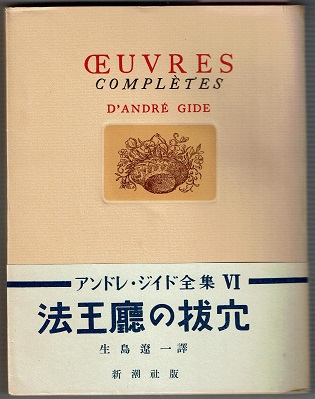 ŒUVRES
COMPLÈTES
D'ANDRÉ GIDE
アンドレ・ジイド全集 VI
法王廳の拔穴
生島遼一譯
新潮社版